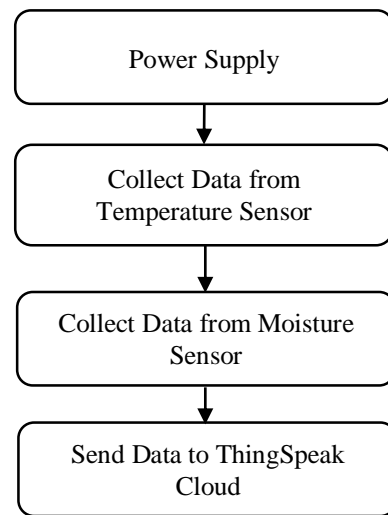 Power Supply
Collect Data from
Temperature Sensor
Collect Data from Moisture
Sensor
Send Data to ThingSpeak
Cloud